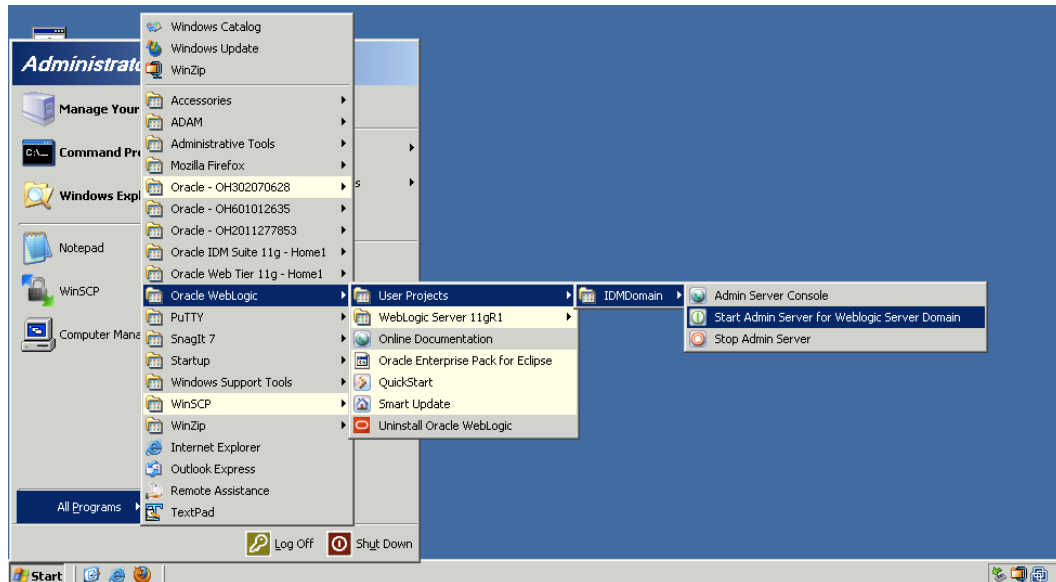 Administrato
Manage Your
Command Pr
Windows Expl
Notepad
WinSCP
Computer Mana
All Programs
Log Off
Shut Down
Start
Windows Catalog
Windows Update
WinZip
Accessories
ADAM
Administrative Tools
Mozilla Firefox
Oracle - OH302070628
Oracle - OH601012635
Oracle - OH2011277853
Oracle IDM Suite 11g - Home1
Oracle Web Tier 11g - Home1
Oracle WebLogic
PuTTY
SnagIt 7
Startup
Windows Support Tools
WinSCP
WinZip
Internet Explorer
Outlook Express
Remote Assistance
TextPad
s
User Projects
WebLogic Server 11gR1
Online Documentation
Oracle Enterprise Pack for Eclipse
QuickStart
Smart Update
Uninstall Oracle WebLogic
IDMDomain
Admin Server Console
Start Admin Server for Weblogic Server Domain
Stop Admin Server